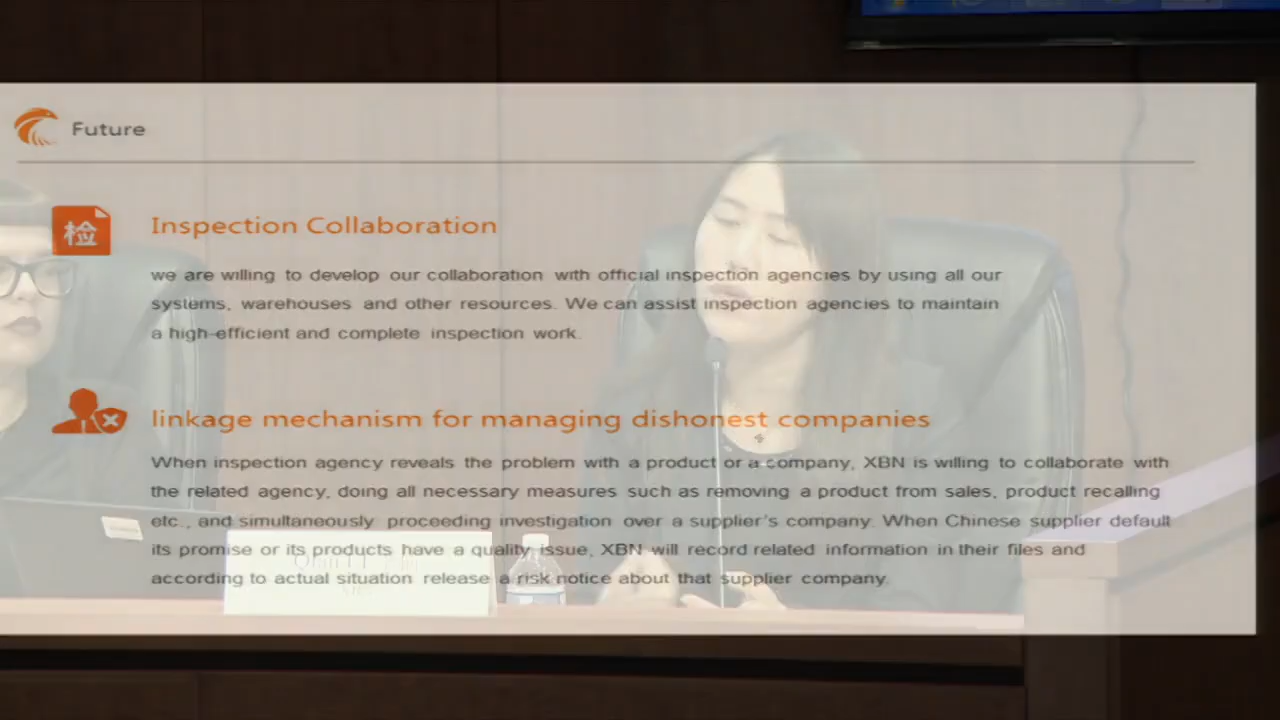 Future
检
Inspection Collaboration
we are willing to develop our collaboration with official inspection agencies by using all our
systems, warehouses and other resources. We can assist inspection agencies to maintain
a high-efficient and complete inspection work.
linkage mechanism for managing dishonest companies
When inspection agency reveals the problem with a product or a company, XBN is willing to collaborate with
the related agency, doing all necessary measures such as removing a product from sales, product recalling
etc., and simultaneously proceeding investigation over a supplier's company. When Chinese supplier default
its promise or its products have a quality issue, XBN will record related information in their files and
according to actual situation release a risk notice about that supplier company.